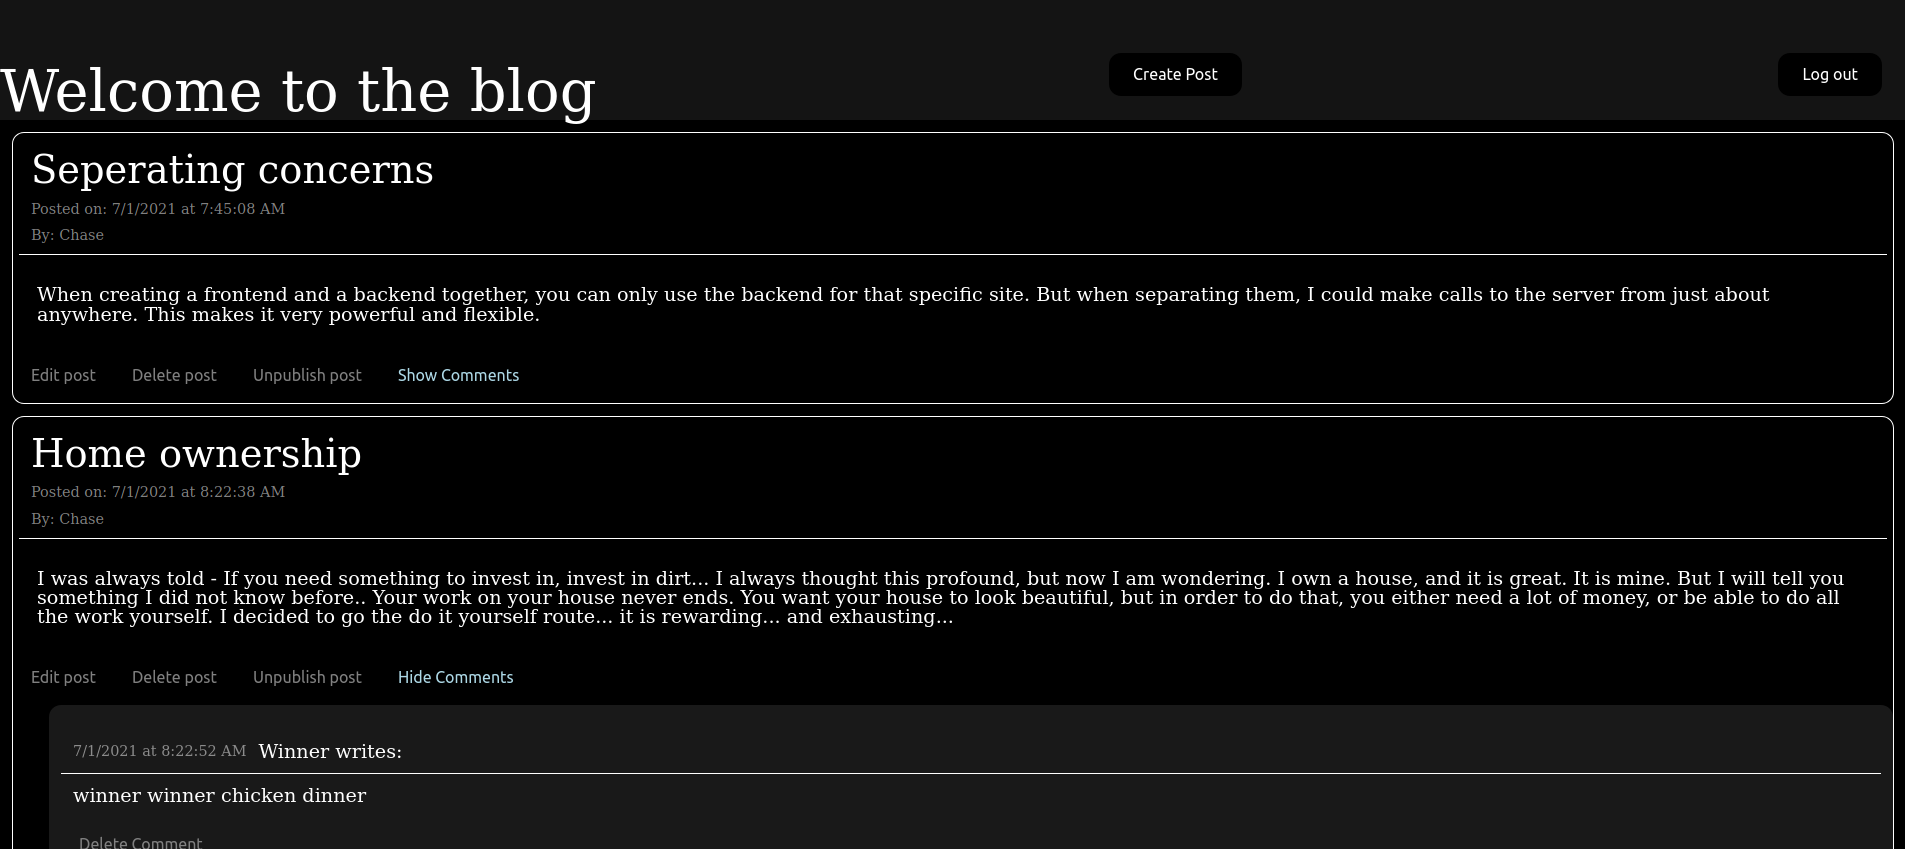 Welcome to the blog
Create Post
Log out
Seperating concerns
Posted on: 7/1/2021 at 7:45:08 AM
By: Chase
When creating a frontend and a backend together, you can only use the backend for that specific site. But when separating them, I could make calls to the server from just about
anywhere. This makes it very powerful and flexible.
Edit post
Delete post
Unpublish post
Show Comments
Home ownership
Posted on: 7/1/2021 at 8:22:38 AM
By: Chase
I was always told - If you need something to invest in, invest in dirt... I always thought this profound, but now I am wondering. I own a house, and it is great. It is mine. But I will tell you
something I did not know before.. Your work on your house never ends. You want your house to look beautiful, but in order to do that, you either need a lot of money, or be able to do all
the work yourself. I decided to go the do it yourself route... it is rewarding... and exhausting...
Edit post
Delete post
Unpublish post
Hide Comments
7/1/2021 at 8:22:52 AM
Winner writes:
winner winner chicken dinner
Delete Comment